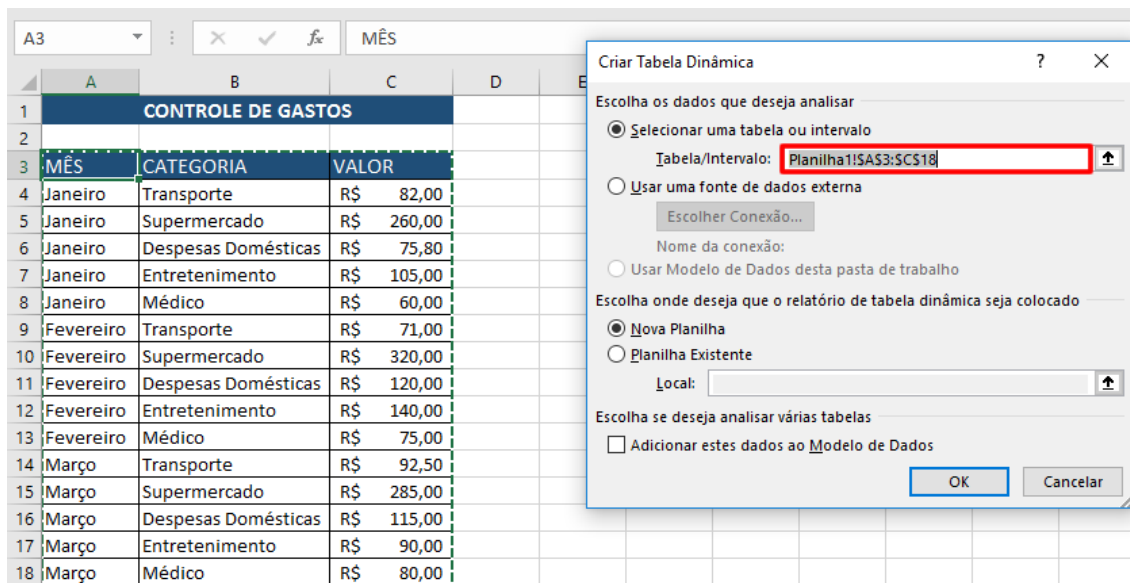 A3 fx MÊS
A B C D E
1 CONTROLE DE GASTOS
2
3 MÊS CATEGORIA VALOR
4 Janeiro Transporte R$ 82,00
5 Janeiro Supermercado R$ 260,00
6 Janeiro Despesas Domésticas R$ 75,80
7 Janeiro Entretenimento R$ 105,00
8 Janeiro Médico R$ 60,00
9 Fevereiro Transporte R$ 71,00
10 Fevereiro Supermercado R$ 320,00
11 Fevereiro Despesas Domésticas R$ 120,00
12 Fevereiro Entretenimento R$ 140,00
13 Fevereiro Médico R$ 75,00
14 Março Transporte R$ 92,50
15 Março Supermercado R$ 285,00
16 Março Despesas Domésticas R$ 115,00
17 Março Entretenimento R$ 90,00
18 Março Médico R$ 80,00
Criar Tabela Dinâmica ? X
Escolha os dados que deseja analisar
Selecionar uma tabela ou intervalo
Tabela/Intervalo: Planilha1!$A$3:$C$18
Usar uma fonte de dados externa
Escolher Conexão...
Nome da conexão:
Usar Modelo de Dados desta pasta de trabalho
Escolha onde deseja que o relatório de tabela dinâmica seja colocado
Nova Planilha
Planilha Existente
Local:
Escolha se deseja analisar várias tabelas
Adicionar estes dados ao Modelo de Dados
OK Cancelar